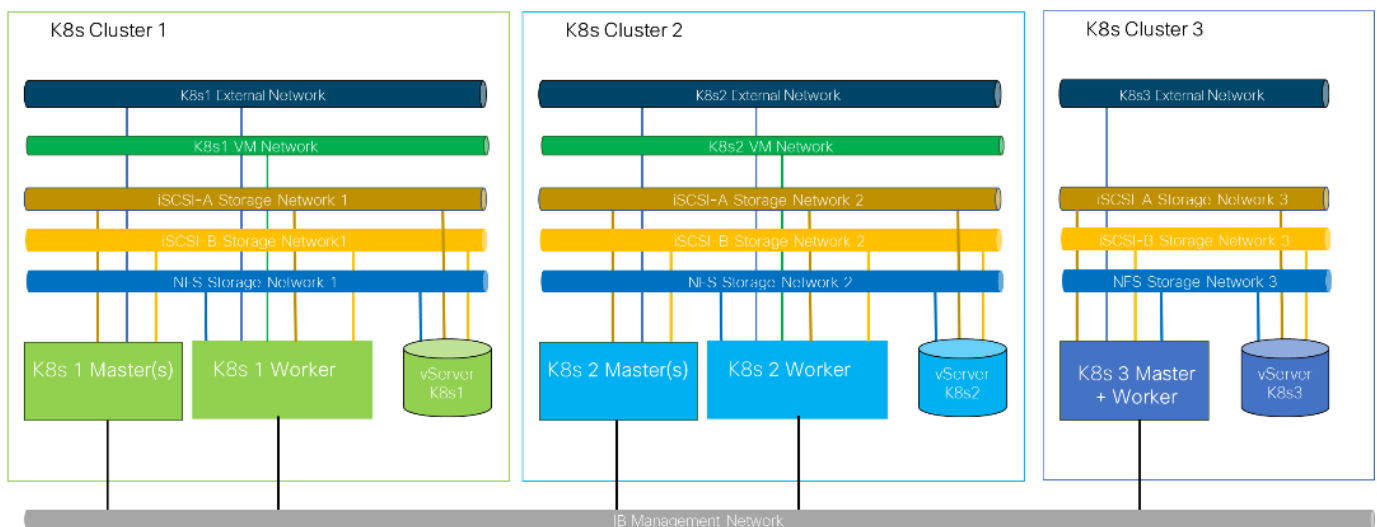 K8s Cluster 1
K8s1 External Network
K8s1 VM Network
iSCSI-A Storage Network 1
iSCSI-B Storage Network1
NFS Storage Network 1
K8s 1 Master(s)
K8s 1 Worker
vServer
K8s1
K8s Cluster 2
K8s2 External Network
K8s2 VM Network
iSCSI-A Storage Network 2
iSCSI-B Storage Network 2
NFS Storage Network 2
K8s 2 Master(s)
K8s 2 Worker
vServer
K8s2
K8s Cluster 3
K8s3 External Network
iSCSI-A Storage Network 3
iSCSI-B Storage Network 3
NFS Storage Network 3
K8s 3 Master
+ Worker
vServer
K8s3
IB Management Network